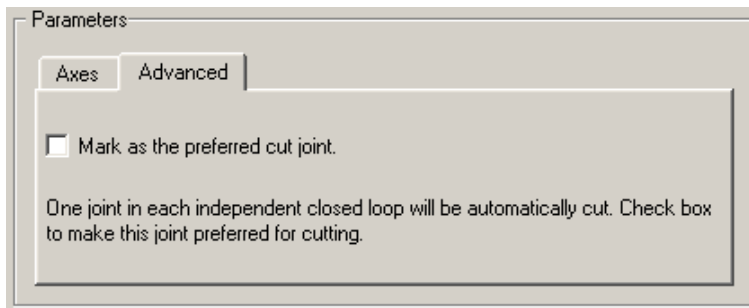 Parameters
Axes
Advanced
Mark as the preferred cut joint.
One joint in each independent closed loop will be automatically cut. Check box
to make this joint preferred for cutting.